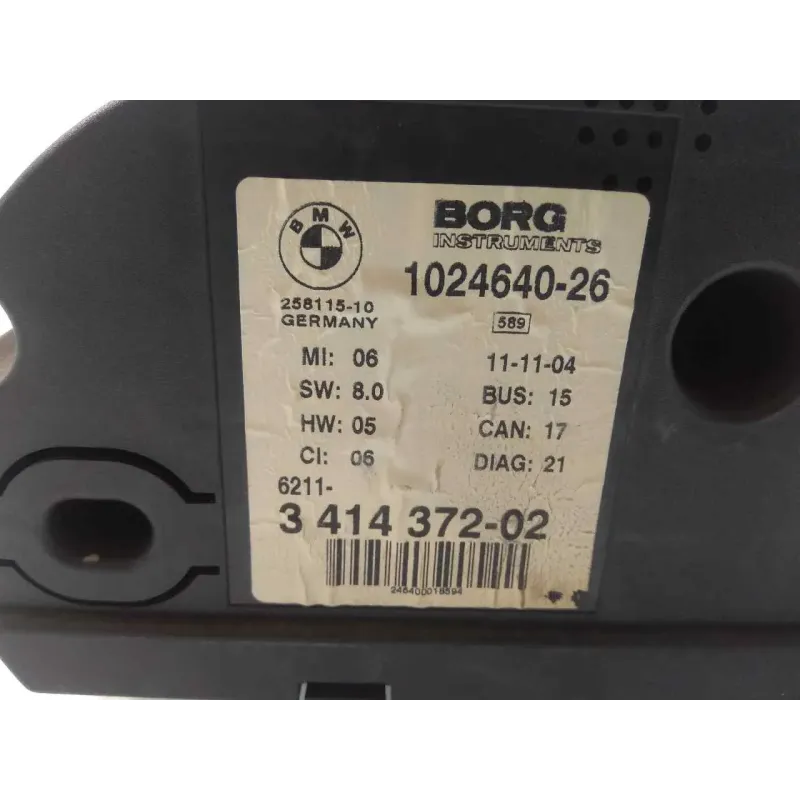 BMW
BORG
INSTRUMENTS
1024640-26
258115-10
GERMANY
589
MI: 06
11-11-04
SW: 8.0
BUS: 15
HW: 05
CAN: 17
CI: 06
DIAG: 21
6211-
3 414 372-02
246400018594